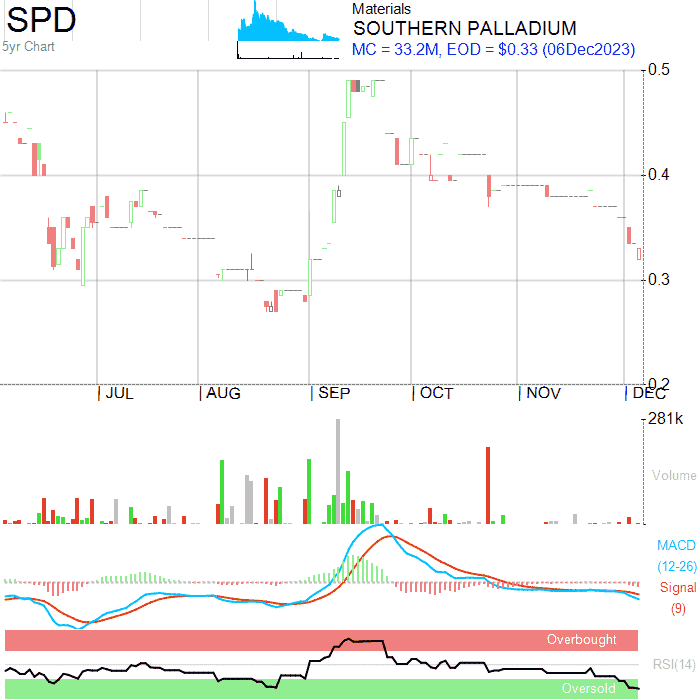 SPD
5yr Chart
Materials
SOUTHERN PALLADIUM
MC = 33.2M, EOD = $0.33 (06Dec2023)
0.5
0.4
0.3
0.2
JUL AUG SEP OCT NOV DEC
281k
Volume
MACD
(12-26)
Signal
(9)
Overbought
RSI(14)
Oversold